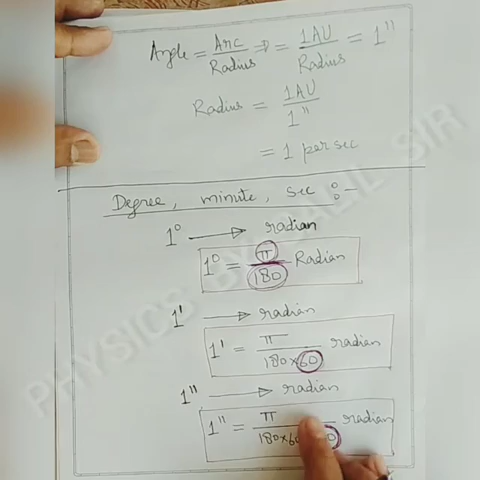 Angle = Arc/Radius ⇒ = 1AU/Radius = 1"
Radius = 1AU/1"
= 1 par sec
Degree, minute, sec :-
1° → radian
1° = π/180 Radian
1' → radian
1' = π/180×60 radian
1" → radian
1" = π/180×60 radian